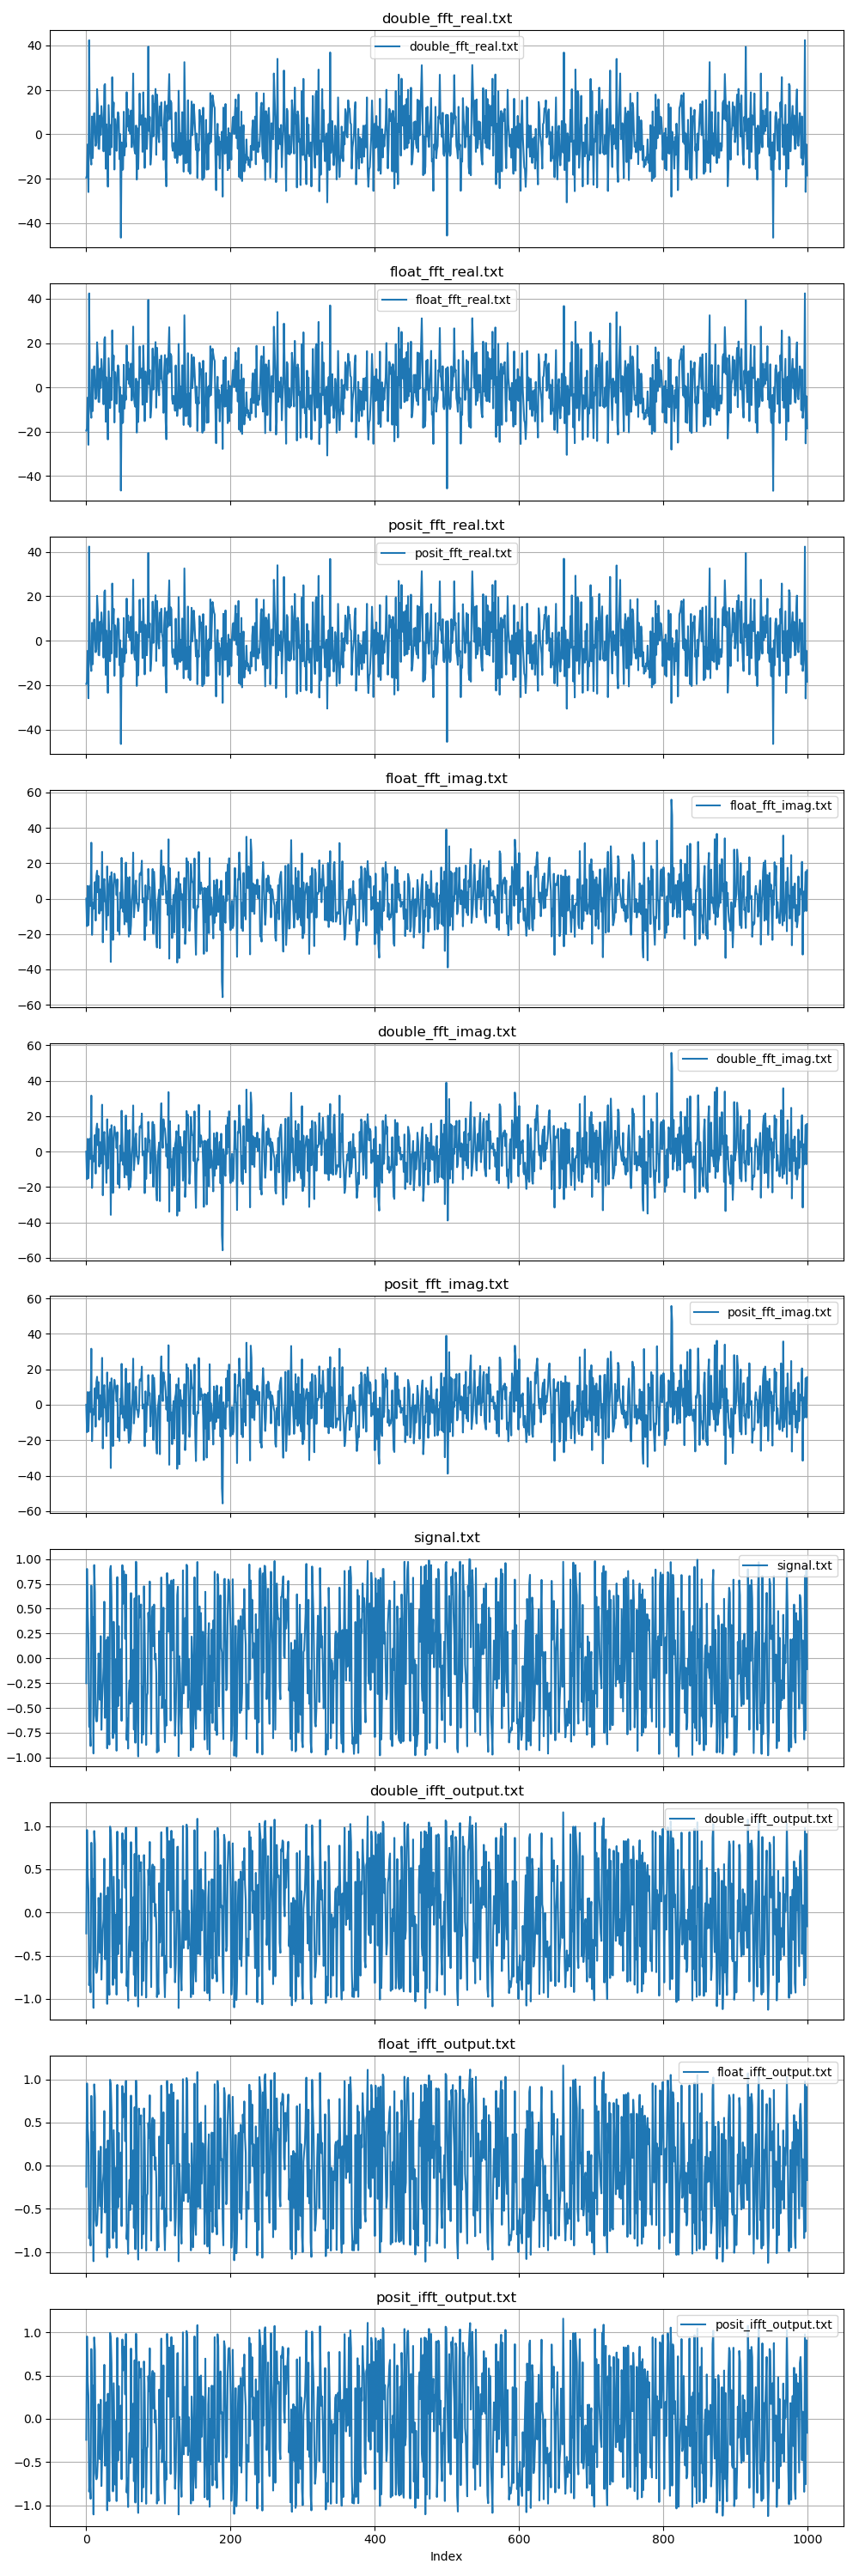 double_fft_real.txt
40
20
0
−20
−40
double_fft_real.txt
float_fft_real.txt
40
20
0
−20
−40
float_fft_real.txt
posit_fft_real.txt
40
20
0
−20
−40
posit_fft_real.txt
float_fft_imag.txt
60
40
20
0
−20
−40
−60
float_fft_imag.txt
double_fft_imag.txt
60
40
20
0
−20
−40
−60
double_fft_imag.txt
posit_fft_imag.txt
60
40
20
0
−20
−40
−60
posit_fft_imag.txt
signal.txt
1.00
0.75
0.50
0.25
0.00
−0.25
−0.50
−0.75
−1.00
signal.txt
double_ifft_output.txt
1.0
0.5
0.0
−0.5
−1.0
double_ifft_output.txt
float_ifft_output.txt
1.0
0.5
0.0
−0.5
−1.0
float_ifft_output.txt
posit_ifft_output.txt
1.0
0.5
0.0
−0.5
−1.0
posit_ifft_output.txt
0 200 400 600 800 1000
Index